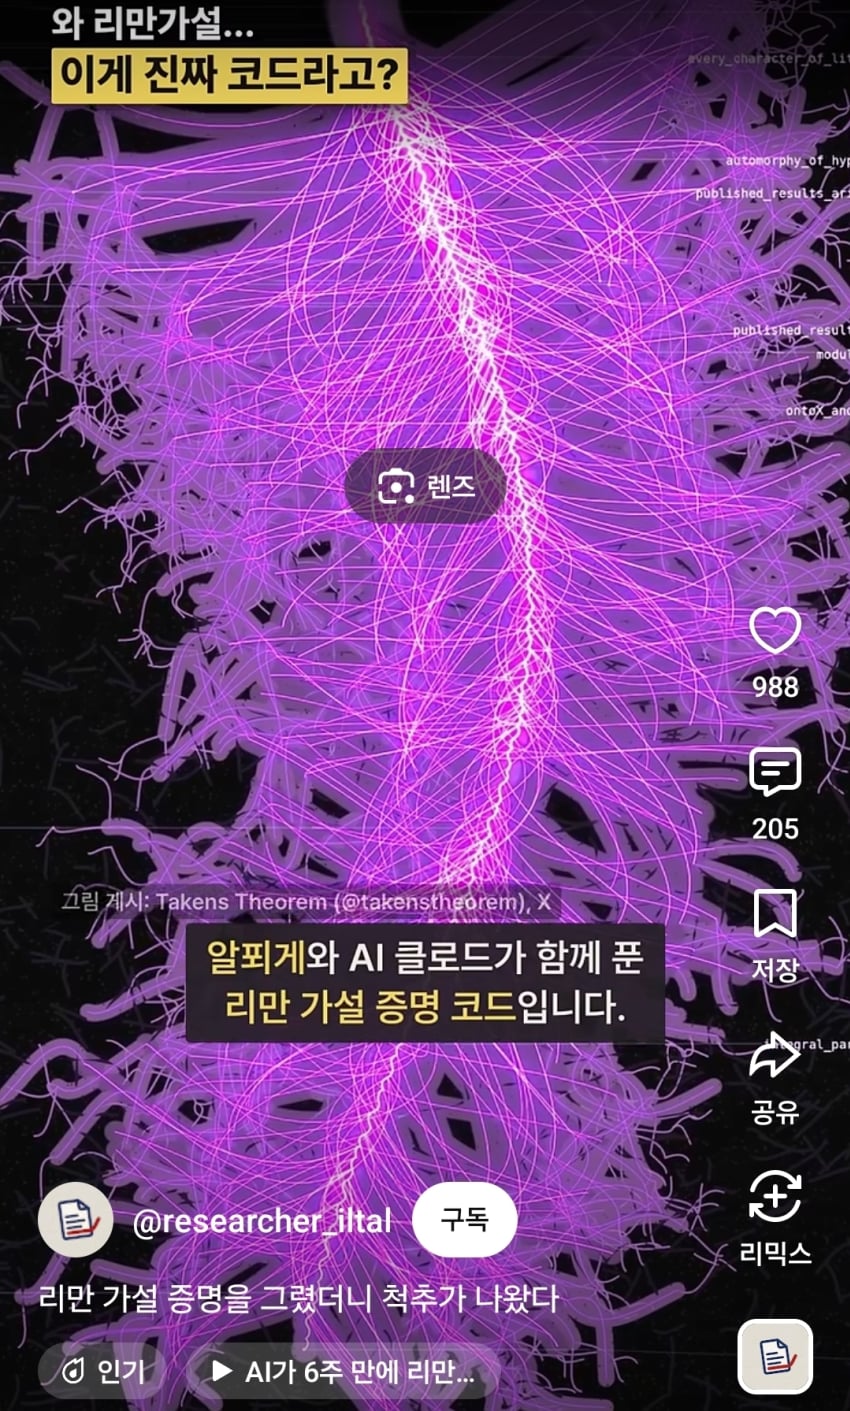 와 리만가설...
이게 진짜 코드라고?
every_character_of_lit
automorphy_of_hyp
published_results_ari
published_result
modul
ontoX_and
렌즈
988
205
그림 게시: Takens Theorem (@takenstheorem), X
알푀게와 AI 클로드가 함께 푼
리만 가설 증명 코드입니다.
저장
공유
@researcher_iltal
구독
리믹스
리만 가설 증명을 그렸더니 척추가 나왔다
인기
AI가 6주 만에 리만...